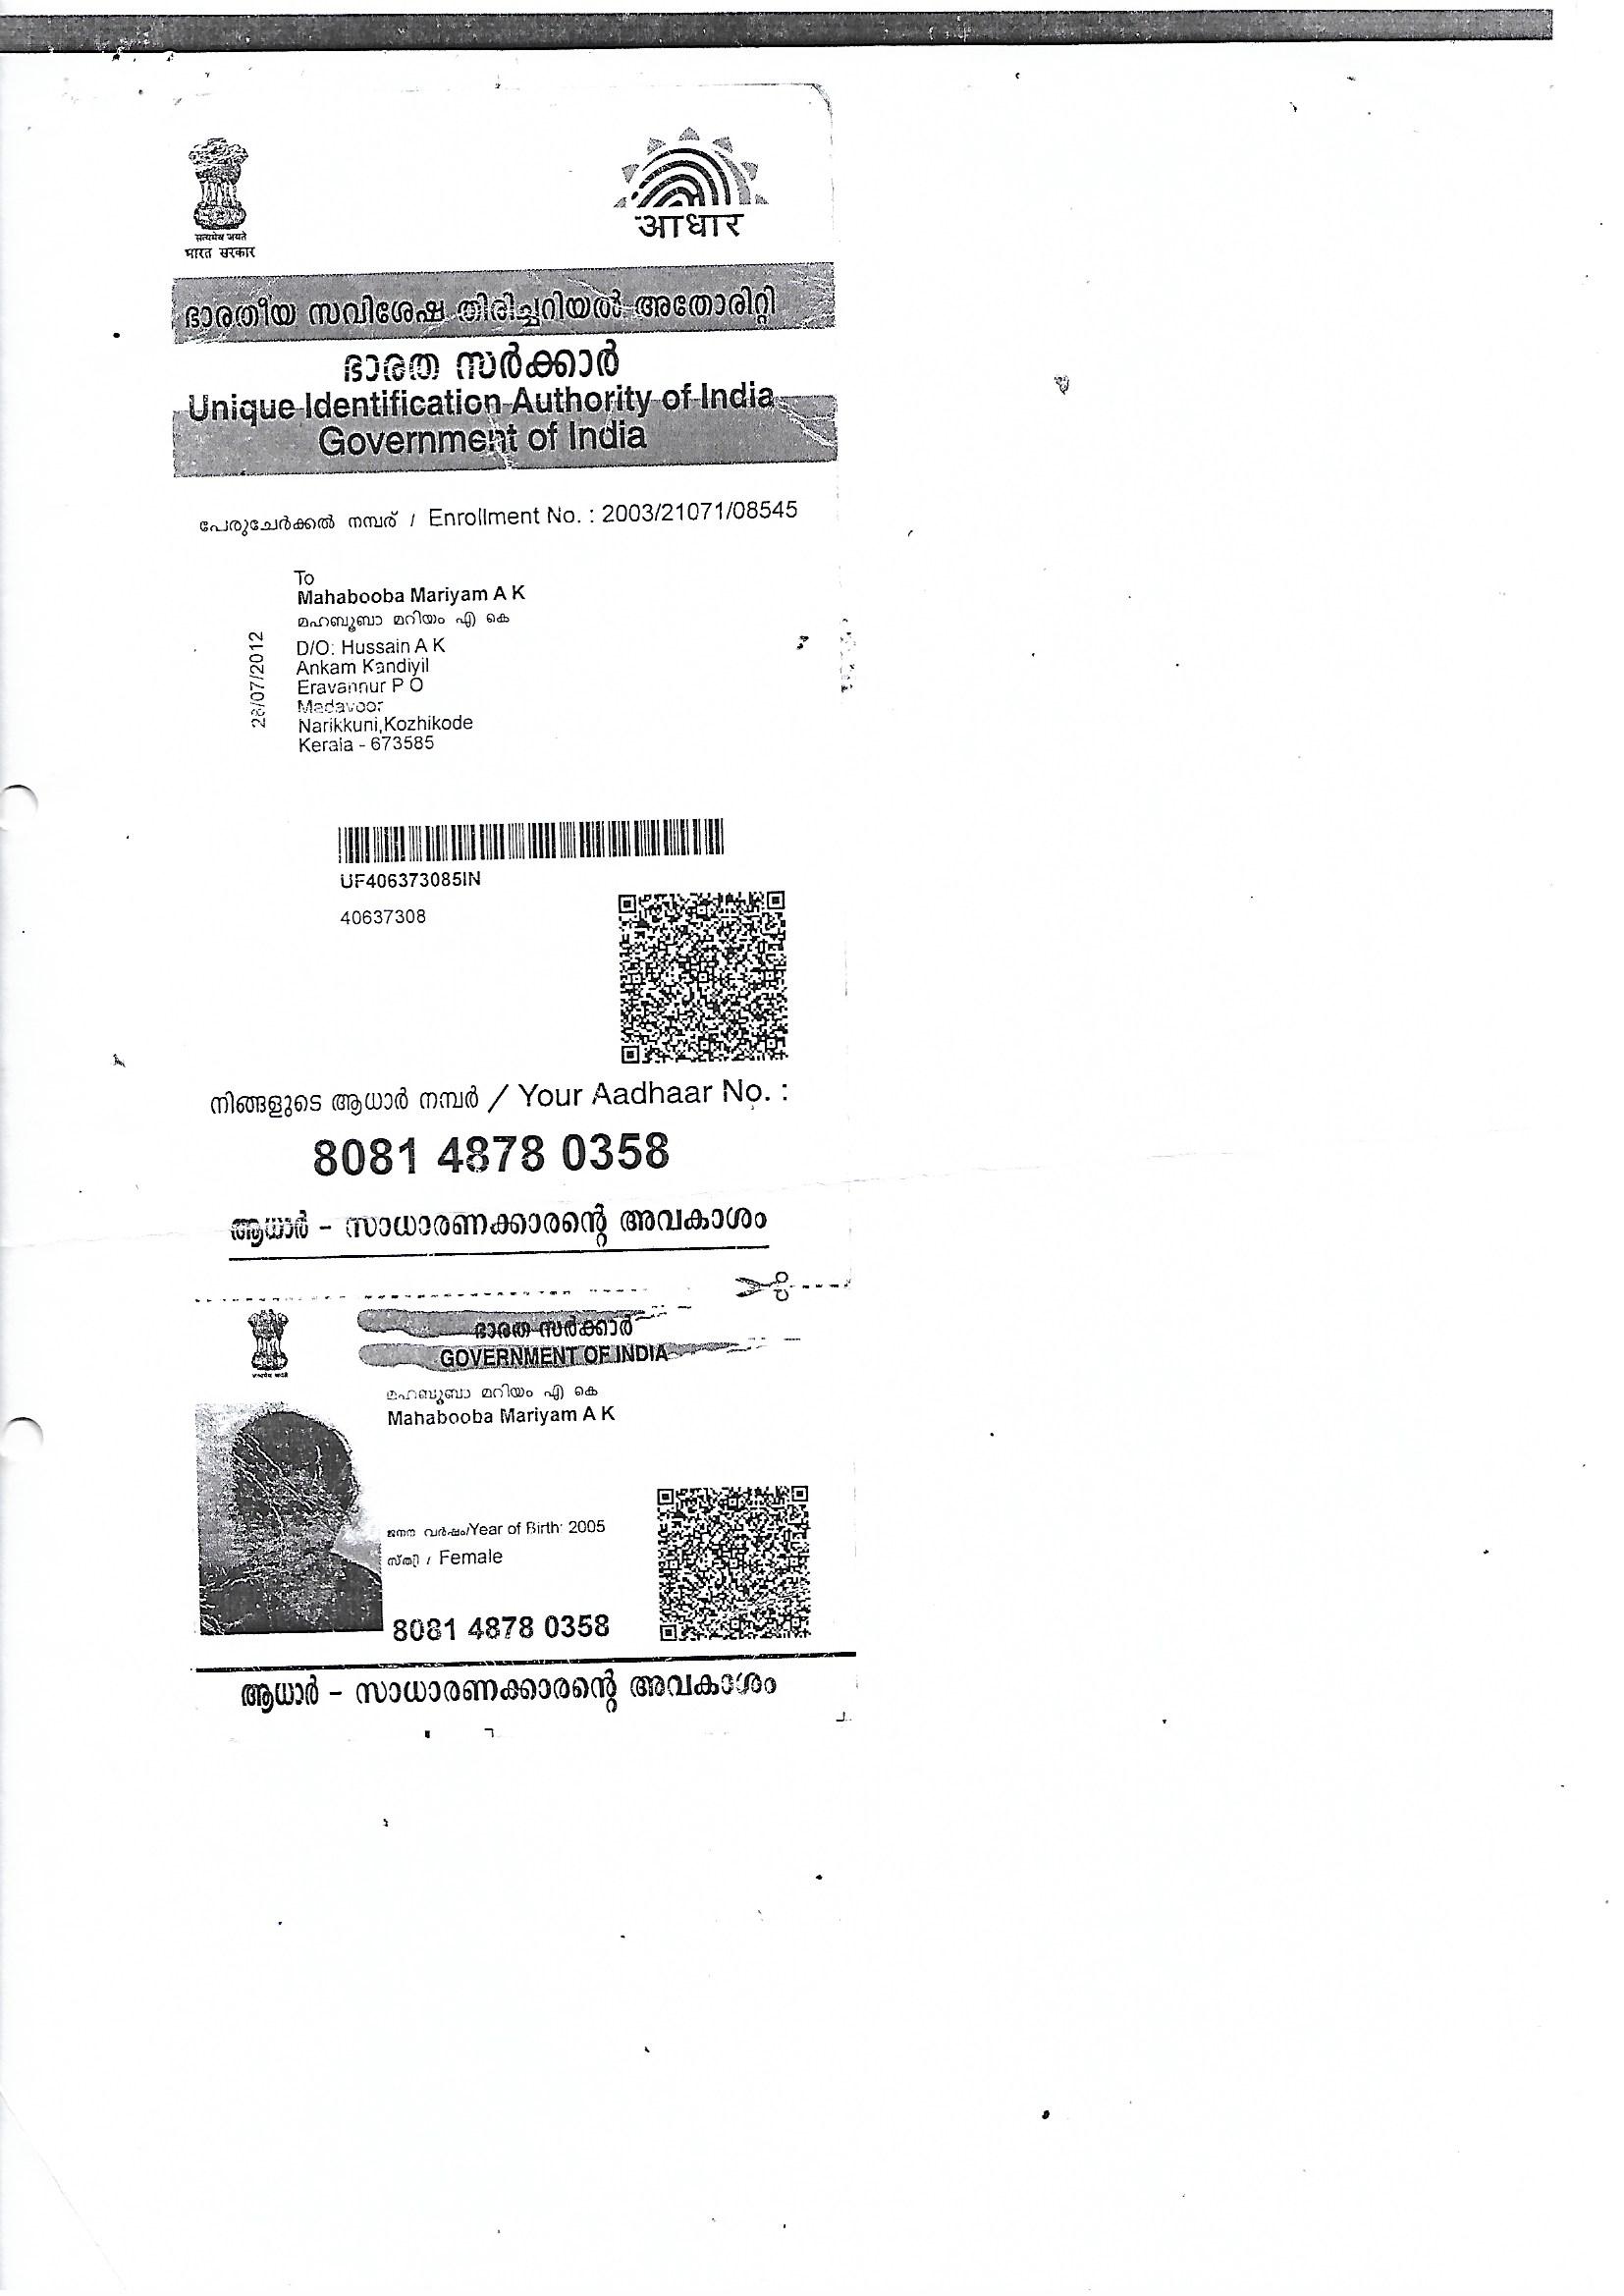 सत्यमेव जयते
भारत सरकार
आधार
ഭാരതീയ സവിശേഷ തിരിച്ചറിയൽ അതോരിറ്റി
ഭാരത സർക്കാർ
Unique Identification Authority of India
Government of India
പേരുചേർക്കൽ നമ്പര് / Enrollment No. : 2003/21071/08545
To
Mahabooba Mariyam A K
മഹബൂബാ മറിയം എ കെ
D/O: Hussain A K
Ankam Kandiyil
Eravannur P O
Madavoor
Narikkuni,Kozhikode
Kerala - 673585
28/07/2012
UF406373085IN
40637308
നിങ്ങളുടെ ആധാർ നമ്പർ / Your Aadhaar No. :
8081 4878 0358
ആധാർ - സാധാരണക്കാരന്റെ അവകാശം
ഭാരത സർക്കാർ
GOVERNMENT OF INDIA
മഹബൂബാ മറിയം എ കെ
Mahabooba Mariyam A K
ജനന വർഷം/Year of Birth: 2005
സ്ത്രീ / Female
8081 4878 0358
ആധാർ - സാധാരണക്കാരന്റെ അവകാശം